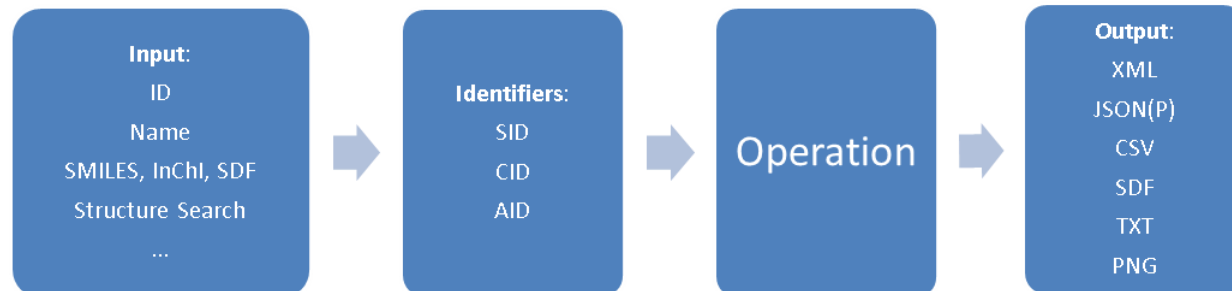 Input:
ID
Name
SMILES, InChI, SDF
Structure Search
...
Identifiers:
SID
CID
AID
Operation
Output:
XML
JSON(P)
CSV
SDF
TXT
PNG